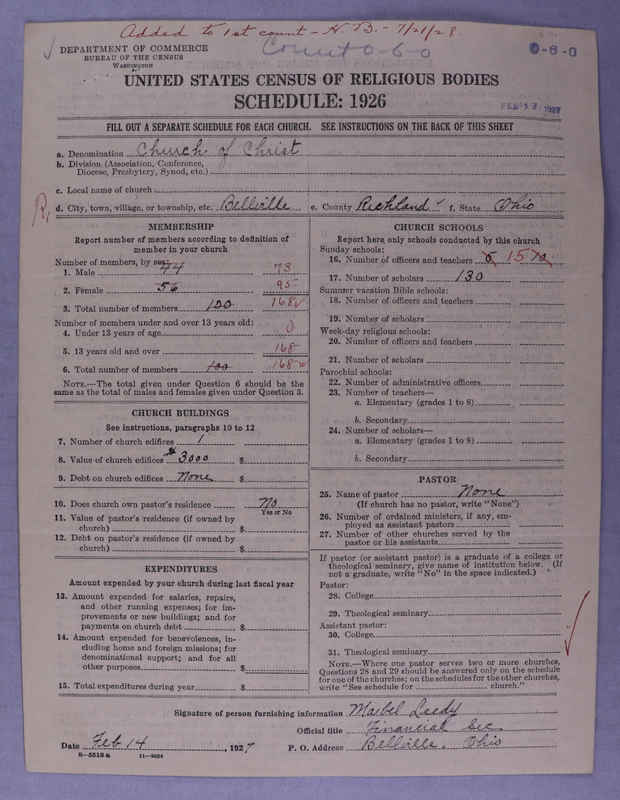 Added to 1st count - H.B. - 7/21/28.
Count 0-6-0
0-6-0
DEPARTMENT OF COMMERCE
BUREAU OF THE CENSUS
WASHINGTON
UNITED STATES CENSUS OF RELIGIOUS BODIES
SCHEDULE: 1926
FEB 17 1927
FILL OUT A SEPARATE SCHEDULE FOR EACH CHURCH. SEE INSTRUCTIONS ON THE BACK OF THIS SHEET
a. Denomination Church of Christ
b. Division (Association, Conference,
Diocese, Presbytery, Synod, etc.)
c. Local name of church
d. City, town, village, or township, etc. Bellville e. County Richland f. State Ohio
MEMBERSHIP
Report number of members according to definition of
member in your church
Number of members, by sex:
1. Male 44 73
2. Female 56 95
3. Total number of members 100 168
Number of members under and over 13 years old:
4. Under 13 years of age 0
5. 13 years old and over 168
6. Total number of members 100 168
NOTE.—The total given under Question 6 should be
same as the total of males and females given under Question 3.
CHURCH BUILDINGS
See instructions, paragraphs 10 to 12
7. Number of church edifices 1
8. Value of church edifices $3000 $
9. Debt on church edifices None $
10. Does church own pastor's residence No
Yes or No
11. Value of pastor's residence (if owned by
church) $
12. Debt on pastor's residence (if owned by
church) $
EXPENDITURES
Amount expended by your church during last fiscal year
13. Amount expended for salaries, repairs,
and other running expenses; for im-
provements or new buildings; and for
payments on church debt $
14. Amount expended for benevolences, in-
cluding home and foreign missions; for
denominational support; and for all
other purposes $
15. Total expenditures during year $
CHURCH SCHOOLS
Report here only schools conducted by this church
Sunday schools:
16. Number of officers and teachers 15
17. Number of scholars 130
Summer vacation Bible schools:
18. Number of officers and teachers
19. Number of scholars
Week-day religious schools:
20. Number of officers and teachers
21. Number of scholars
Parochial schools:
22. Number of administrative officers
23. Number of teachers—
a. Elementary (grades 1 to 8)
b. Secondary
24. Number of scholars—
a. Elementary (grades 1 to 8)
b. Secondary
PASTOR
25. Name of pastor None
(If church has no pastor, write "None")
26. Number of ordained ministers, if any, em-
ployed as assistant pastors
27. Number of other churches served by the
pastor or his assistants
If pastor (or assistant pastor) is a graduate of a college or
theological seminary, give name of institution below. (If
not a graduate, write "No" in the space indicated.)
Pastor:
28. College
29. Theological seminary
Assistant pastor:
30. College
31. Theological seminary
NOTE.—Where one pastor serves two or more churches,
Questions 28 and 29 should be answered only on the schedule
for one of the churches; on the schedules for the other churches,
write "See schedule for church."
Signature of person furnishing information Mabel Leedy
Official title Financial Sec.
Date Feb 14, 1927 P. O. Address Bellville, Ohio
8-5518a 11-9034